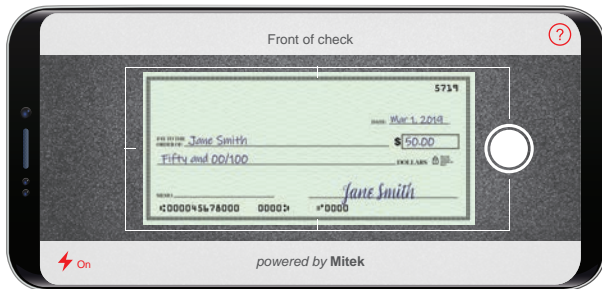 Front of check
?
5719
DATE Mar 1, 2019
PAY TO THE
ORDER OF Jane Smith $ 50.00
Fifty and 00/100 DOLLARS
MEMO Jane Smith
⑆000045678000 0000⑆ ⑈0000
On
powered by Mitek